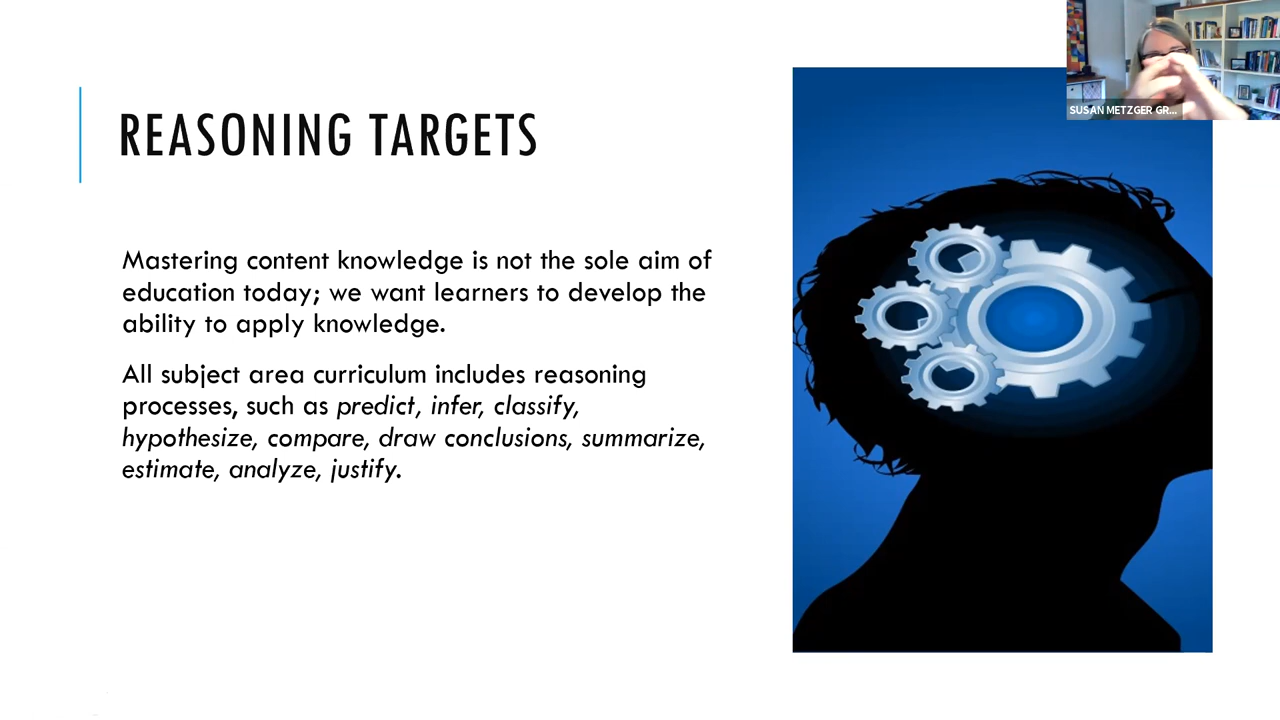 REASONING TARGETS
Mastering content knowledge is not the sole aim of
education today; we want learners to develop the
ability to apply knowledge.
All subject area curriculum includes reasoning
processes, such as predict, infer, classify,
hypothesize, compare, draw conclusions, summarize,
estimate, analyze, justify.
SUSAN METZGER GR...